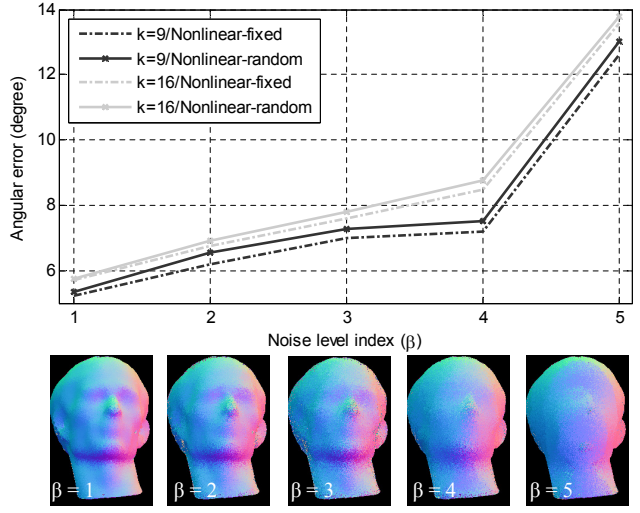 14
12
10
8
6
Angular error (degree)
k=9/Nonlinear-fixed
k=9/Nonlinear-random
k=16/Nonlinear-fixed
k=16/Nonlinear-random
1 2 3 4 5
Noise level index (β)
β = 1 β = 2 β = 3 β = 4 β = 5